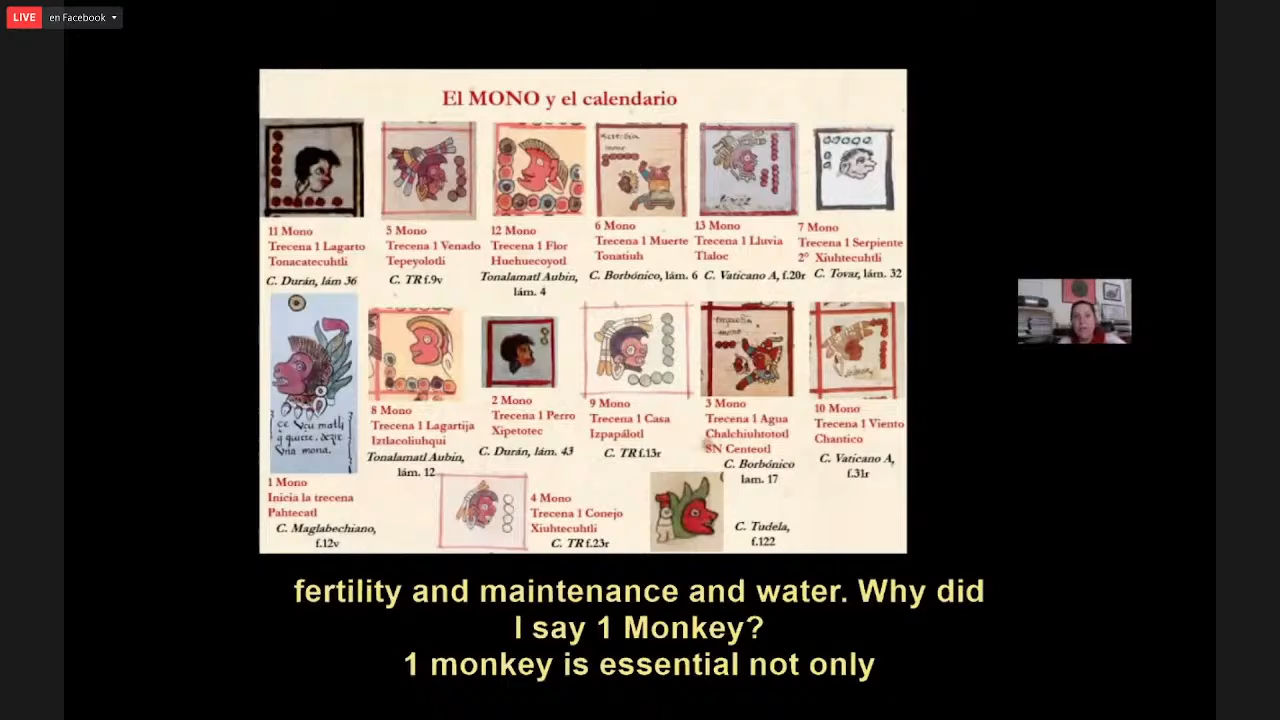 LIVE en Facebook
El MONO y el calendario
11 Mono
Trecena 1 Lagarto
Tonacatecuhtli
C. Durán, lám 36
5 Mono
Trecena 1 Venado
Tepeyolotli
C. TR f.9v
12 Mono
Trecena 1 Flor
Huehuecoyotl
Tonalamatl Aubin,
lám. 4
6 Mono
Trecena 1 Muerte
Tonatiuh
C. Borbónico, lám. 6
13 Mono
Trecena 1 Lluvia
Tlaloc
C. Vaticano A, f.20r
7 Mono
Trecena 1 Serpiente
2° Xiuhtecuhtli
C. Tovar, lám. 32
1 Mono
Inicia la trecena
Pahtecatl
C. Maglabechiano,
f.12v
8 Mono
Trecena 1 Lagartija
Iztlacoliuhqui
Tonalamatl Aubin,
lám. 12
2 Mono
Trecena 1 Perro
Xipetotec
C. Durán, lám. 43
9 Mono
Trecena 1 Casa
Izpapálotl
C. TR f.13r
3 Mono
Trecena 1 Agua
Chalchiuhtototl
SN Centeotl
C. Borbónico
lam. 17
10 Mono
Trecena 1 Viento
Chantico
C. Vaticano A,
f.31r
4 Mono
Trecena 1 Conejo
Xiuhtecuhtli
C. TR f.23r
C. Tudela,
f.122
fertility and maintenance and water. Why did
I say 1 Monkey?
1 monkey is essential not only